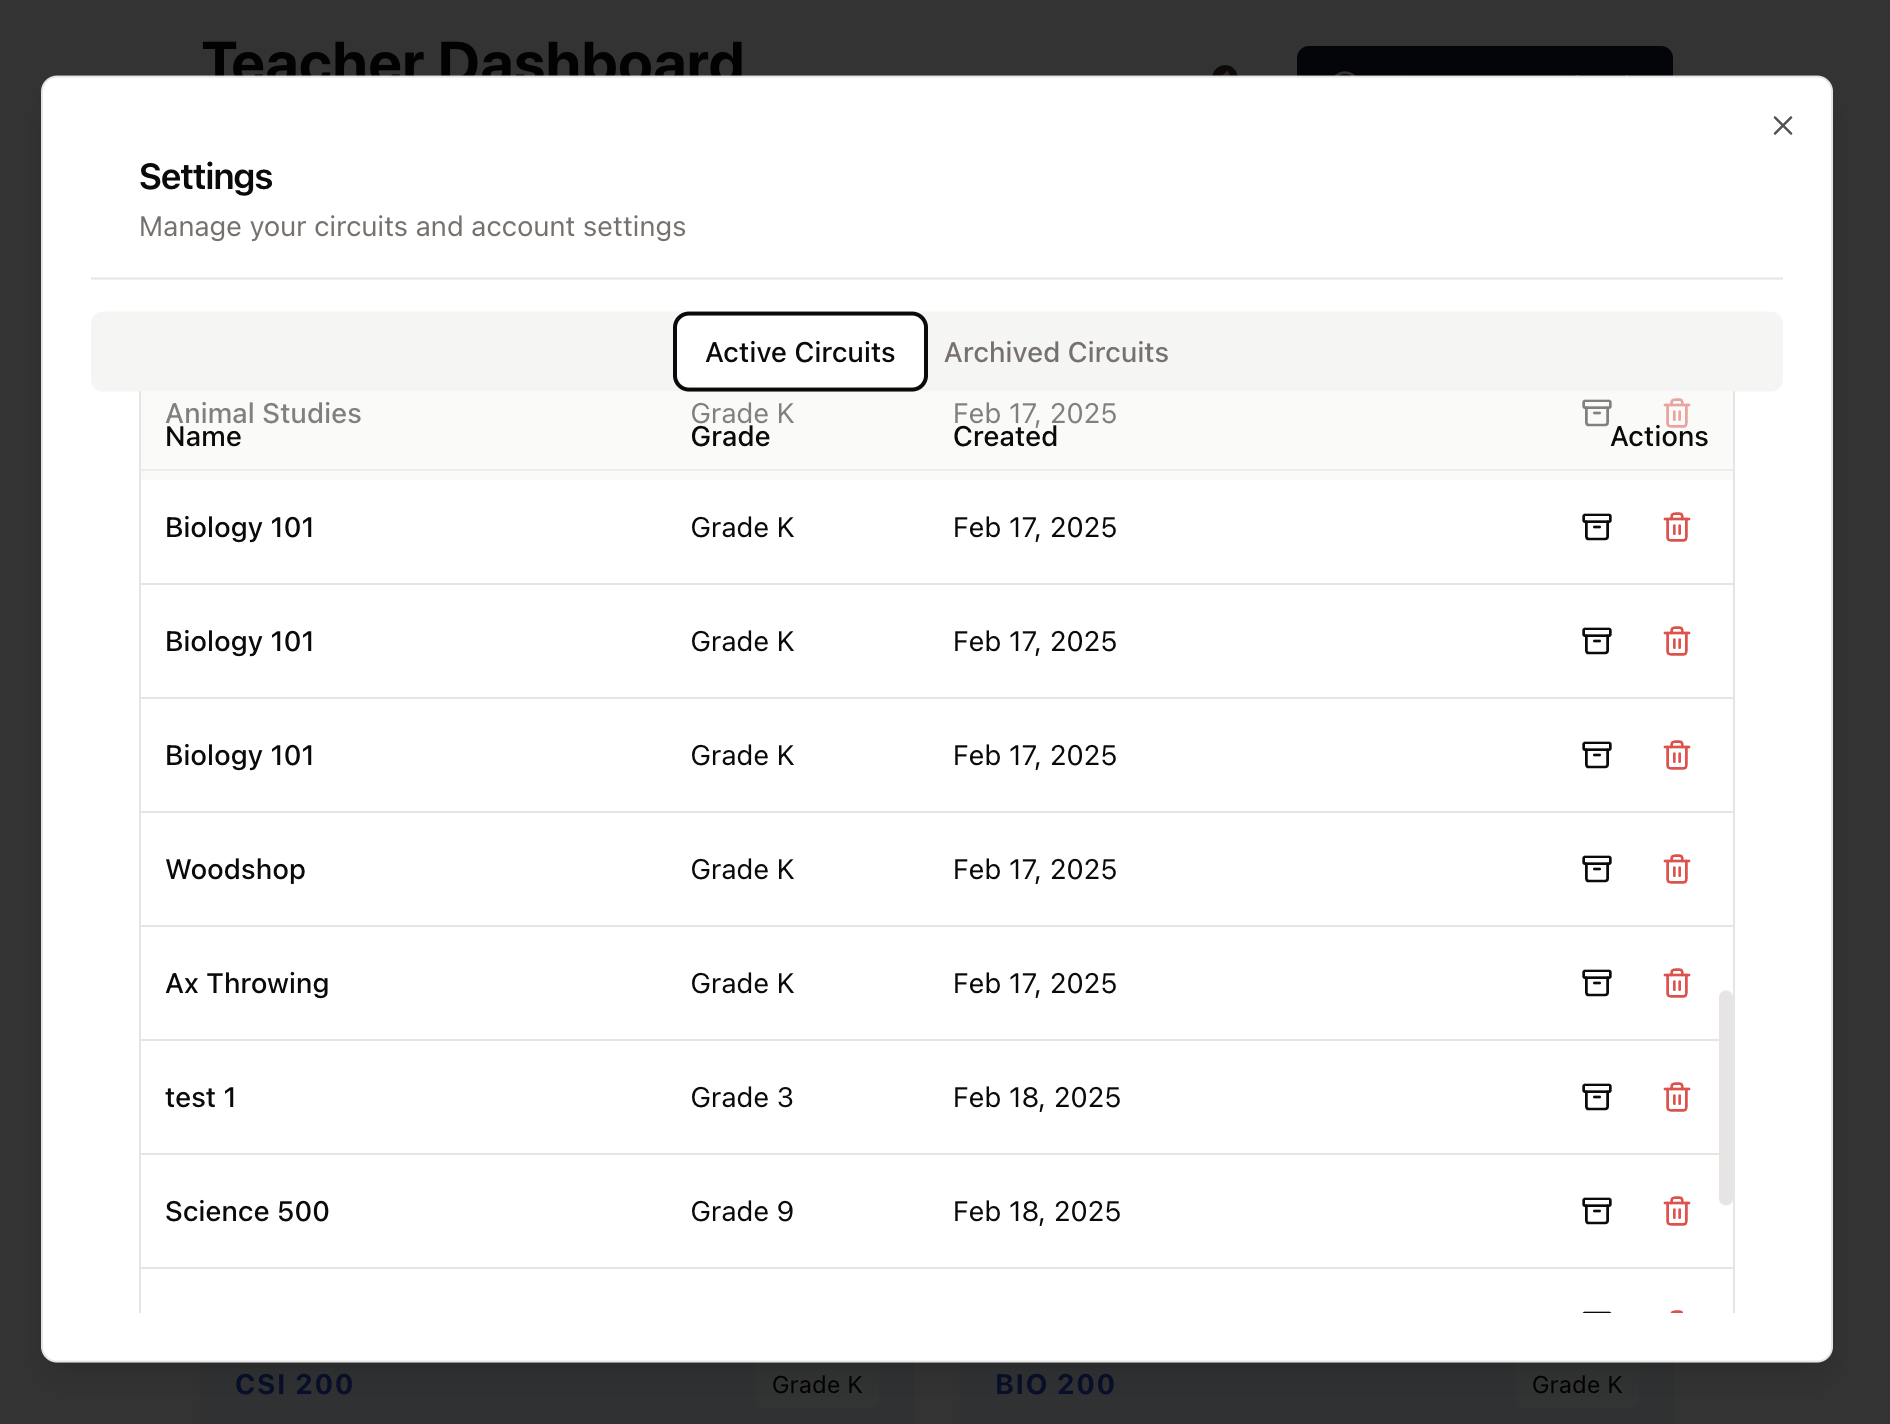 Teacher Dashboard
Settings
Manage your circuits and account settings
Active Circuits Archived Circuits
Animal Studies Grade K Feb 17, 2025
Name Grade Created Actions
Biology 101 Grade K Feb 17, 2025
Biology 101 Grade K Feb 17, 2025
Biology 101 Grade K Feb 17, 2025
Woodshop Grade K Feb 17, 2025
Ax Throwing Grade K Feb 17, 2025
test 1 Grade 3 Feb 18, 2025
Science 500 Grade 9 Feb 18, 2025
CSI 200 Grade K BIO 200 Grade K